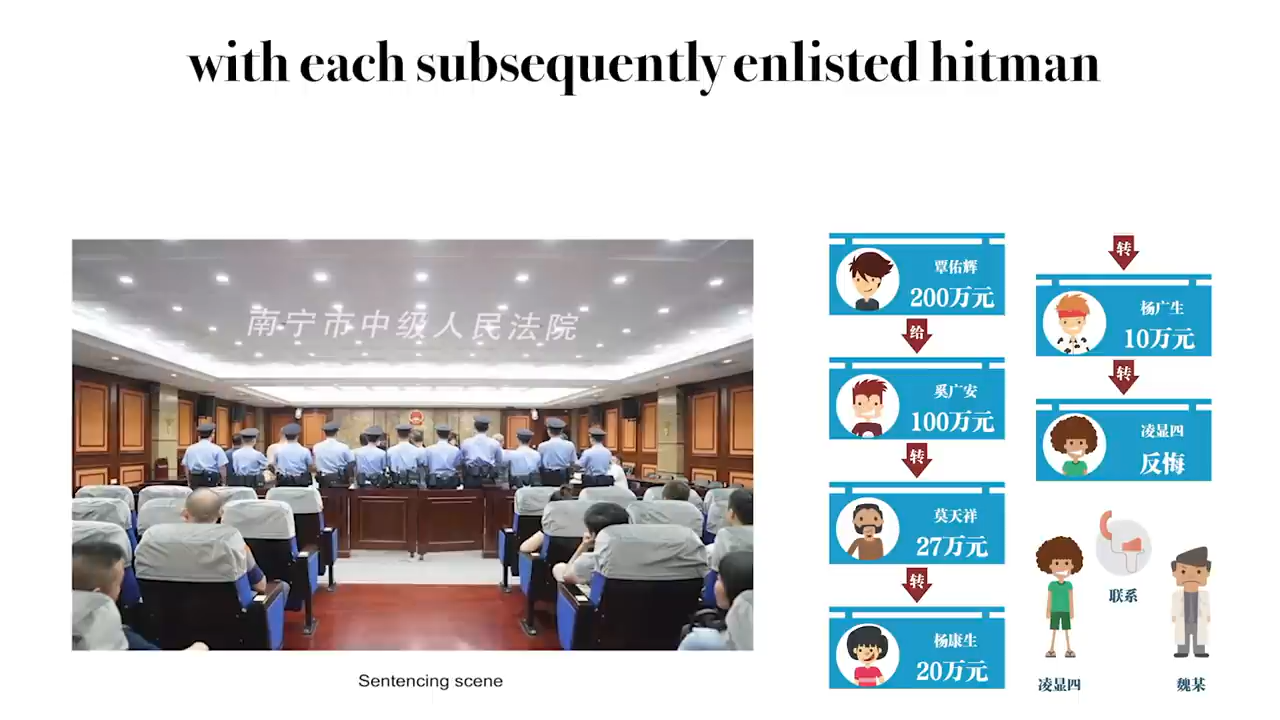 with each subsequently enlisted hitman
南宁市中级人民法院
Sentencing scene
覃佑辉
200万元
给
奚广安
100万元
转
莫天祥
27万元
转
杨康生
20万元
转
杨广生
10万元
转
凌显四
反悔
联系
凌显四
魏某